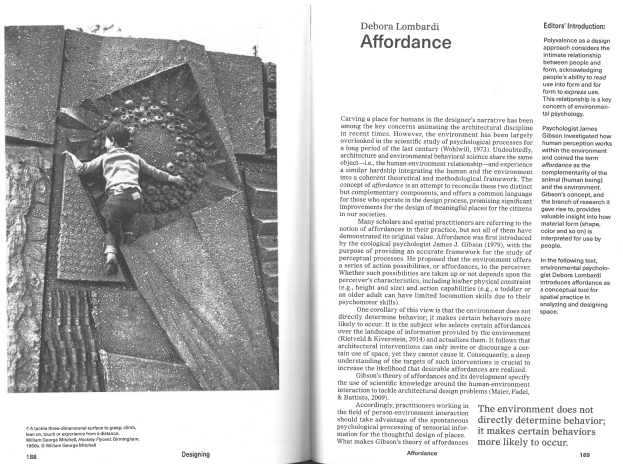 ↑ A tactile three-dimensional surface to grasp, climb,
lean on, touch or experience from a distance.
William George Mitchell, Hockley Flyover, Birmingham,
1960s. © William George Mitchell
188
Designing
Debora Lombardi
Affordance
Carving a place for humans in the designer's narrative has been
among the key concerns animating the architectural discipline
in recent times. However, the environment has been largely
overlooked in the scientific study of psychological processes for
a long period of the last century (Wohlwill, 1973). Undoubtedly,
architecture and environmental behavioral science share the same
object—i.e., the human-environment relationship—and experience
a similar hardship integrating the human and the environment
into a coherent theoretical and methodological framework. The
concept of affordance is an attempt to reconcile these two distinct
but complementary components, and offers a common language
for those who operate in the design process, promising significant
improvements for the design of meaningful places for the citizens
in our societies.
Many scholars and spatial practitioners are referring to the
notion of affordances in their practice, but not all of them have
demonstrated its original value. Affordance was first introduced
by the ecological psychologist James J. Gibson (1979), with the
purpose of providing an accurate framework for the study of
perceptual processes. He proposed that the environment offers
a series of action possibilities, or affordances, to the perceiver.
Whether such possibilities are taken up or not depends upon the
perceiver's characteristics, including his/her physical constraint
(e.g., height and size) and action capabilities (e.g., a toddler or
an older adult can have limited locomotion skills due to their
psychomotor skills).
One corollary of this view is that the environment does not
directly determine behavior; it makes certain behaviors more
likely to occur. It is the subject who selects certain affordances
over the landscape of information provided by the environment
(Rietveld & Kiverstein, 2014) and actualizes them. It follows that
architectural interventions can only invite or discourage a cer-
tain use of space, yet they cannot cause it. Consequently, a deep
understanding of the targets of such interventions is crucial to
increase the likelihood that desirable affordances are realized.
Gibson's theory of affordances and its development specify
the use of scientific knowledge around the human-environment
interaction to tackle architectural design problems (Maier, Fadel,
& Battisto, 2009).
Accordingly, practitioners working in
the field of person-environment interaction
should take advantage of the spontaneous
psychological processing of sensorial infor-
mation for the thoughtful design of places.
What makes Gibson's theory of affordances
The environment does not
directly determine behavior;
it makes certain behaviors
more likely to occur.
Editors' Introduction:
Polyvalence as a design
approach considers the
intimate relationship
between people and
form, acknowledging
people's ability to read
use into form and for
form to express use.
This relationship is a key
concern of environmen-
tal psychology.
Psychologist James
Gibson investigated how
human perception works
within the environment
and coined the term
affordance as the
complementarity of the
animal (human being)
and the environment.
Gibson's concept, and
the branch of research it
gave rise to, provides
valuable insight into how
material form (shape,
color and so on) is
interpreted for use by
people.
In the following text,
environmental psycholo-
gist Debora Lombardi
introduces affordance as
a conceptual tool for
spatial practice in
analyzing and designing
space.
Affordance
189